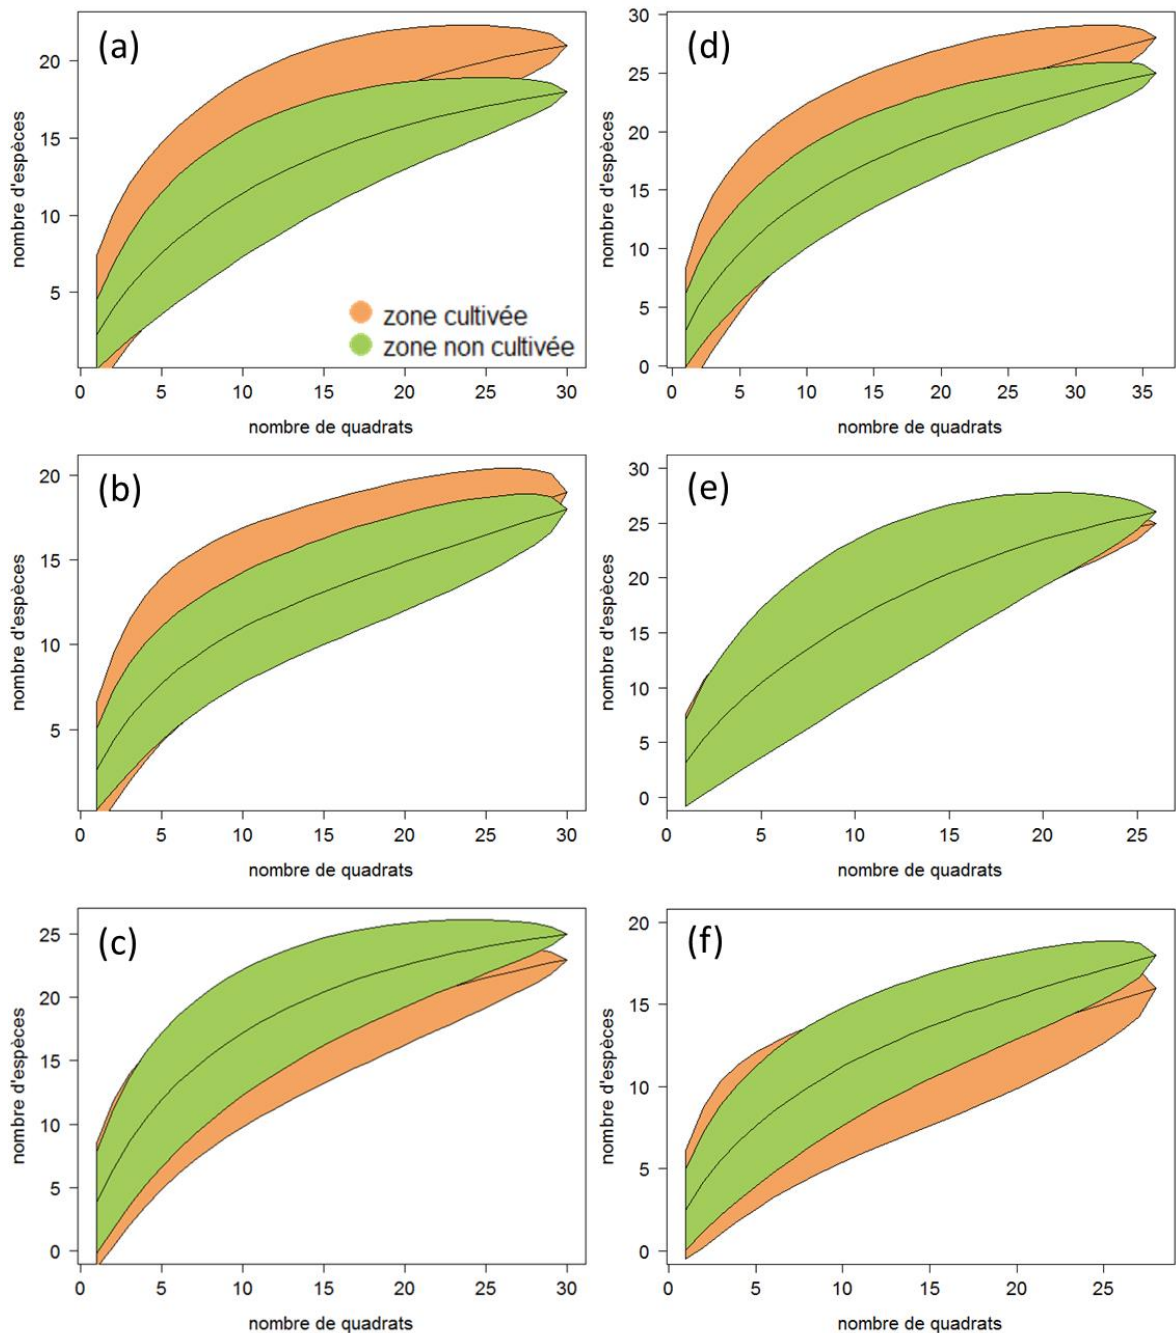 (a)
nombre d'espèces
20
15
10
5
0 5 10 15 20 25 30
nombre de quadrats
zone cultivée
zone non cultivée
(d)
nombre d'espèces
30
25
20
15
10
5
0
0 5 10 15 20 25 30 35
nombre de quadrats
(b)
nombre d'espèces
20
15
10
5
0 5 10 15 20 25 30
nombre de quadrats
(e)
nombre d'espèces
30
25
20
15
10
5
0
0 5 10 15 20 25
nombre de quadrats
(c)
nombre d'espèces
25
20
15
10
5
0
0 5 10 15 20 25 30
nombre de quadrats
(f)
nombre d'espèces
20
15
10
5
0
0 5 10 15 20 25
nombre de quadrats